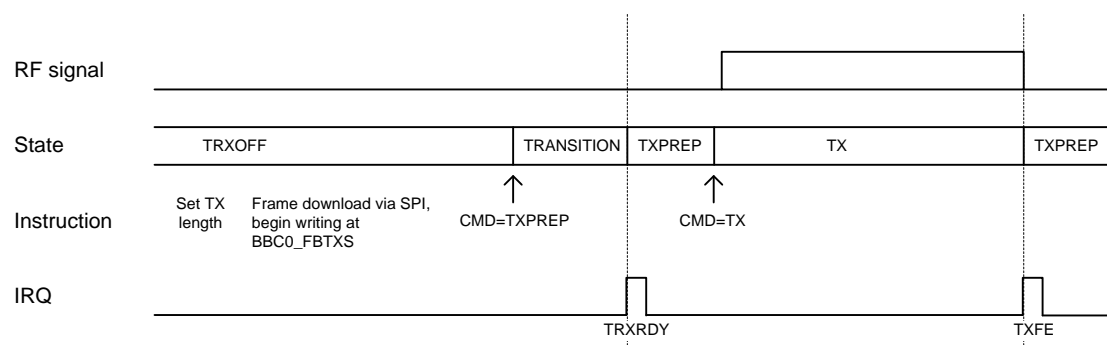 RF signal
State
TRXOFF
TRANSITION
TXPREP
TX
TXPREP
Instruction
Set TX
length
Frame download via SPI,
begin writing at
BBC0_FBTXS
CMD=TXPREP
CMD=TX
IRQ
TRXRDY
TXFE